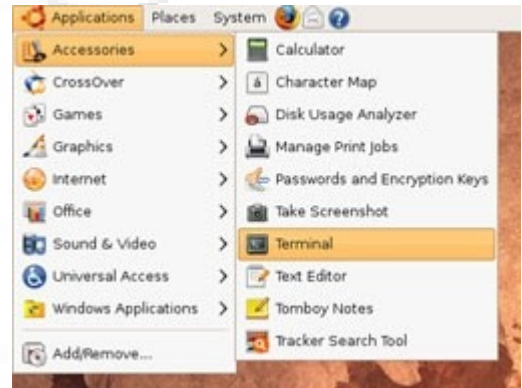 Applications Places System
Accessories
CrossOver
Games
Graphics
Internet
Office
Sound & Video
Universal Access
Windows Applications
Add/Remove...
Calculator
Character Map
Disk Usage Analyzer
Manage Print Jobs
Passwords and Encryption Keys
Take Screenshot
Terminal
Text Editor
Tomboy Notes
Tracker Search Tool